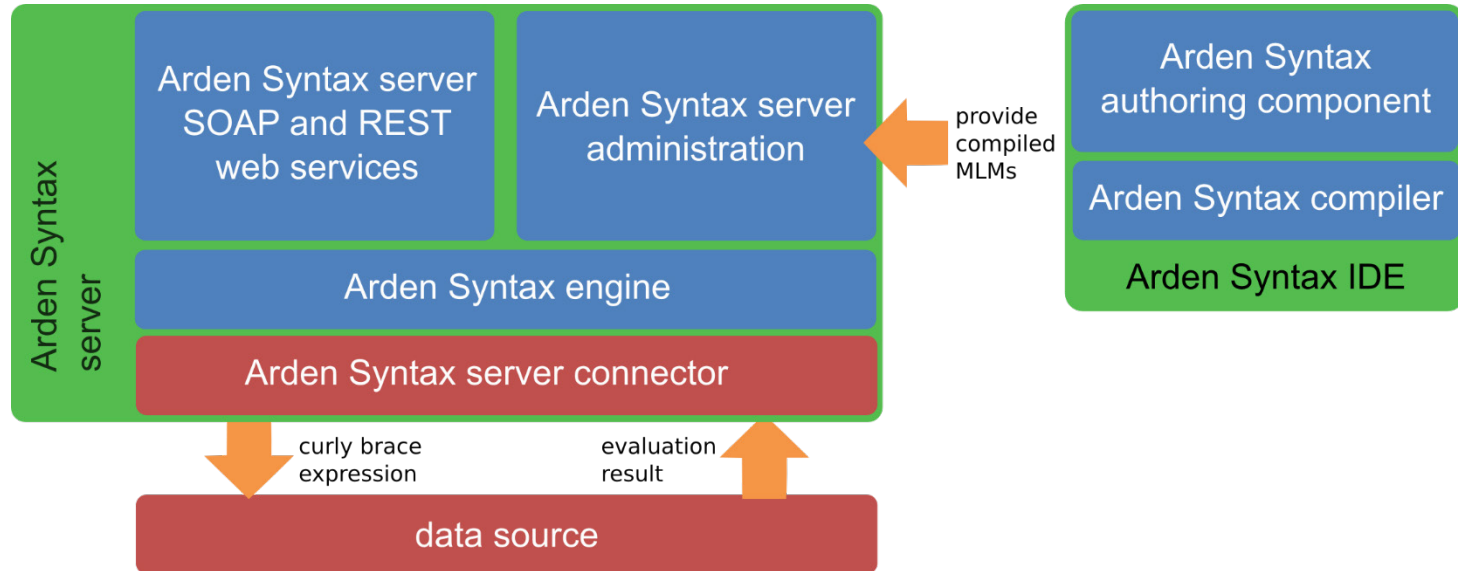 Arden Syntax
server
Arden Syntax server
SOAP and REST
web services
Arden Syntax server
administration
Arden Syntax engine
Arden Syntax server connector
curly brace
expression
evaluation
result
data source
provide
compiled
MLMs
Arden Syntax
authoring component
Arden Syntax compiler
Arden Syntax IDE